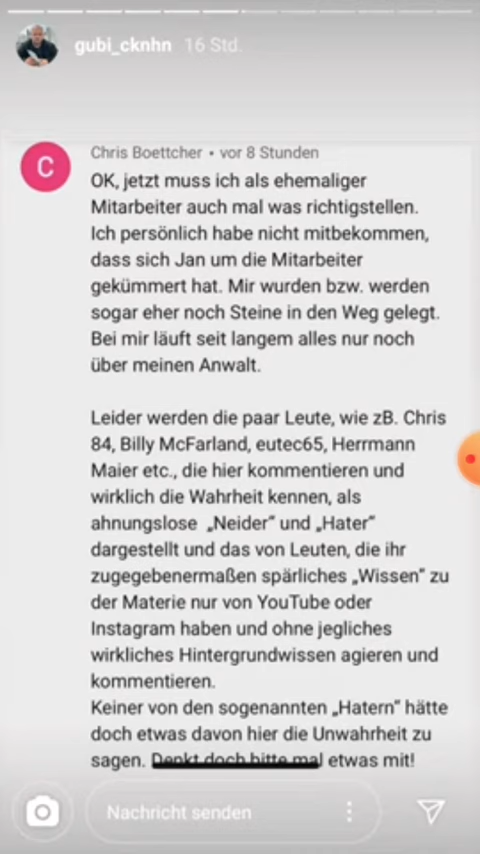 gubi_cknhn 16 Std.
C
Chris Boettcher • vor 8 Stunden
OK, jetzt muss ich als ehemaliger
Mitarbeiter auch mal was richtigstellen.
Ich persönlich habe nicht mitbekommen,
dass sich Jan um die Mitarbeiter
gekümmert hat. Mir wurden bzw. werden
sogar eher noch Steine in den Weg gelegt.
Bei mir läuft seit langem alles nur noch
über meinen Anwalt.
Leider werden die paar Leute, wie zB. Chris
84, Billy McFarland, eutec65, Herrmann
Maier etc., die hier kommentieren und
wirklich die Wahrheit kennen, als
ahnungslose „Neider“ und „Hater“
dargestellt und das von Leuten, die ihr
zugegebenermaßen spärliches „Wissen“ zu
der Materie nur von YouTube oder
Instagram haben und ohne jegliches
wirkliches Hintergrundwissen agieren und
kommentieren.
Keiner von den sogenannten „Hatern“ hätte
doch etwas davon hier die Unwahrheit zu
sagen. Denkt doch bitte mal etwas mit!
Nachricht senden